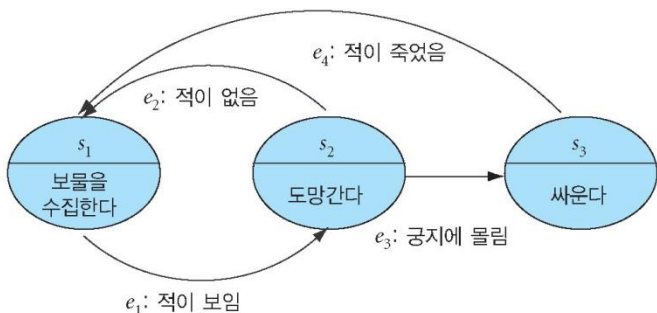 e₄: 적이 죽었음
e₂: 적이 없음
s₁
보물을
수집한다
s₂
도망간다
s₃
싸운다
e₃: 궁지에 몰림
e₁: 적이 보임